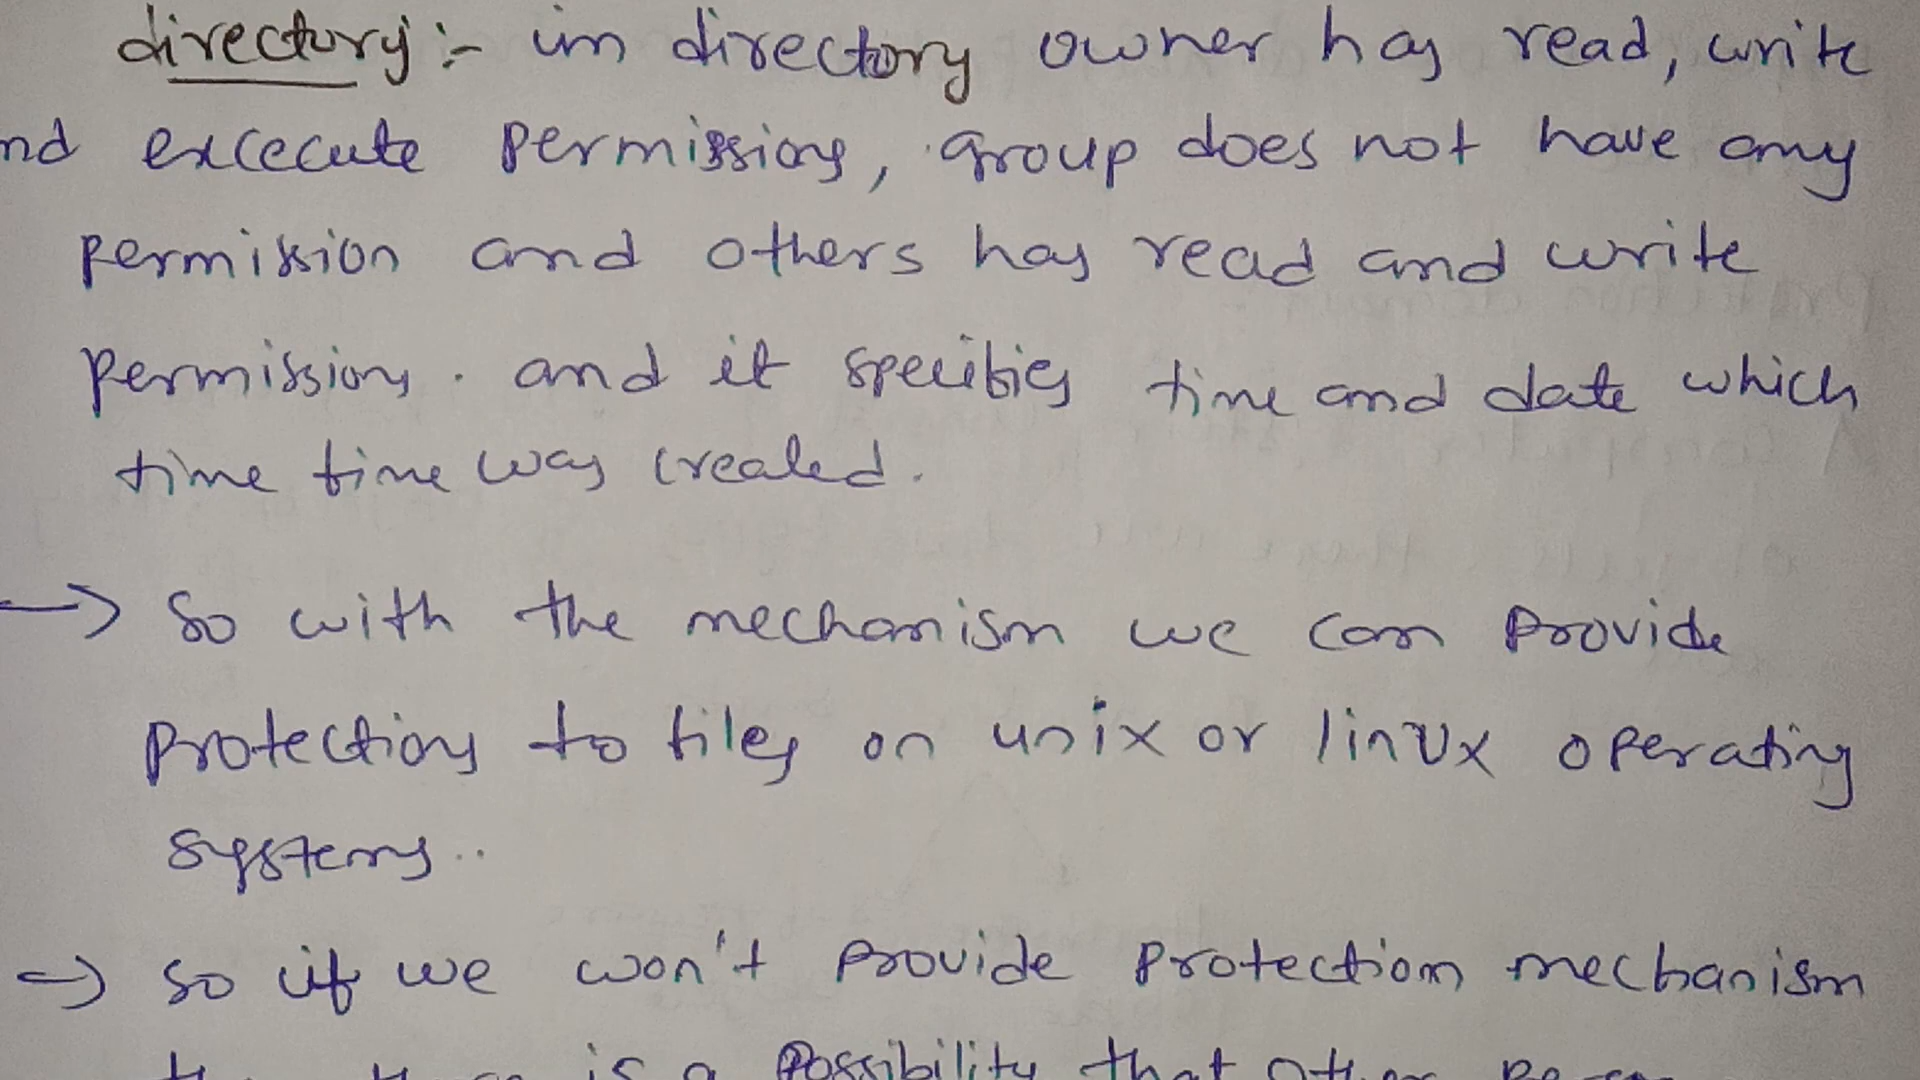 directory :- in directory owner has read, write
nd excecute permissions, group does not have any
permission and others has read and write
permissions. and it specifies time and date which
time time was created.
→ so with the mechanism we can provide
protections to files on unix or linux operating
systems..
→ so if we won't provide protection mechanism
is a possibility that other